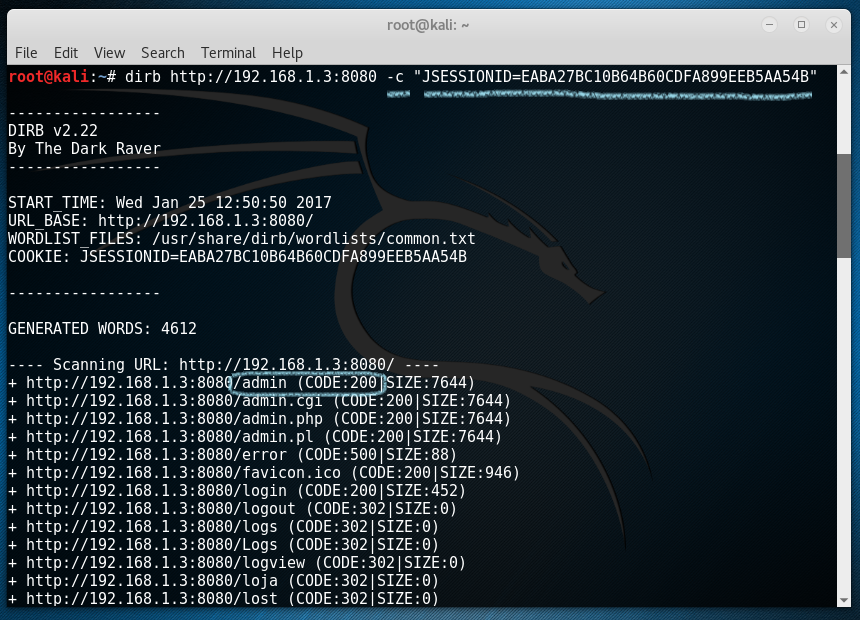 root@kali: ~
File Edit View Search Terminal Help
root@kali:~# dirb http://192.168.1.3:8080 -c "JSESSIONID=EABA27BC10B64B60CDFA899EEB5AA54B"
-----------------
DIRB v2.22
By The Dark Raver
-----------------
START_TIME: Wed Jan 25 12:50:50 2017
URL_BASE: http://192.168.1.3:8080/
WORDLIST_FILES: /usr/share/dirb/wordlists/common.txt
COOKIE: JSESSIONID=EABA27BC10B64B60CDFA899EEB5AA54B
-----------------
GENERATED WORDS: 4612
---- Scanning URL: http://192.168.1.3:8080/ ----
+ http://192.168.1.3:8080/admin (CODE:200|SIZE:7644)
+ http://192.168.1.3:8080/admin.cgi (CODE:200|SIZE:7644)
+ http://192.168.1.3:8080/admin.php (CODE:200|SIZE:7644)
+ http://192.168.1.3:8080/admin.pl (CODE:200|SIZE:7644)
+ http://192.168.1.3:8080/error (CODE:500|SIZE:88)
+ http://192.168.1.3:8080/favicon.ico (CODE:200|SIZE:946)
+ http://192.168.1.3:8080/login (CODE:200|SIZE:452)
+ http://192.168.1.3:8080/logout (CODE:302|SIZE:0)
+ http://192.168.1.3:8080/logs (CODE:302|SIZE:0)
+ http://192.168.1.3:8080/Logs (CODE:302|SIZE:0)
+ http://192.168.1.3:8080/logview (CODE:302|SIZE:0)
+ http://192.168.1.3:8080/loja (CODE:302|SIZE:0)
+ http://192.168.1.3:8080/lost (CODE:302|SIZE:0)